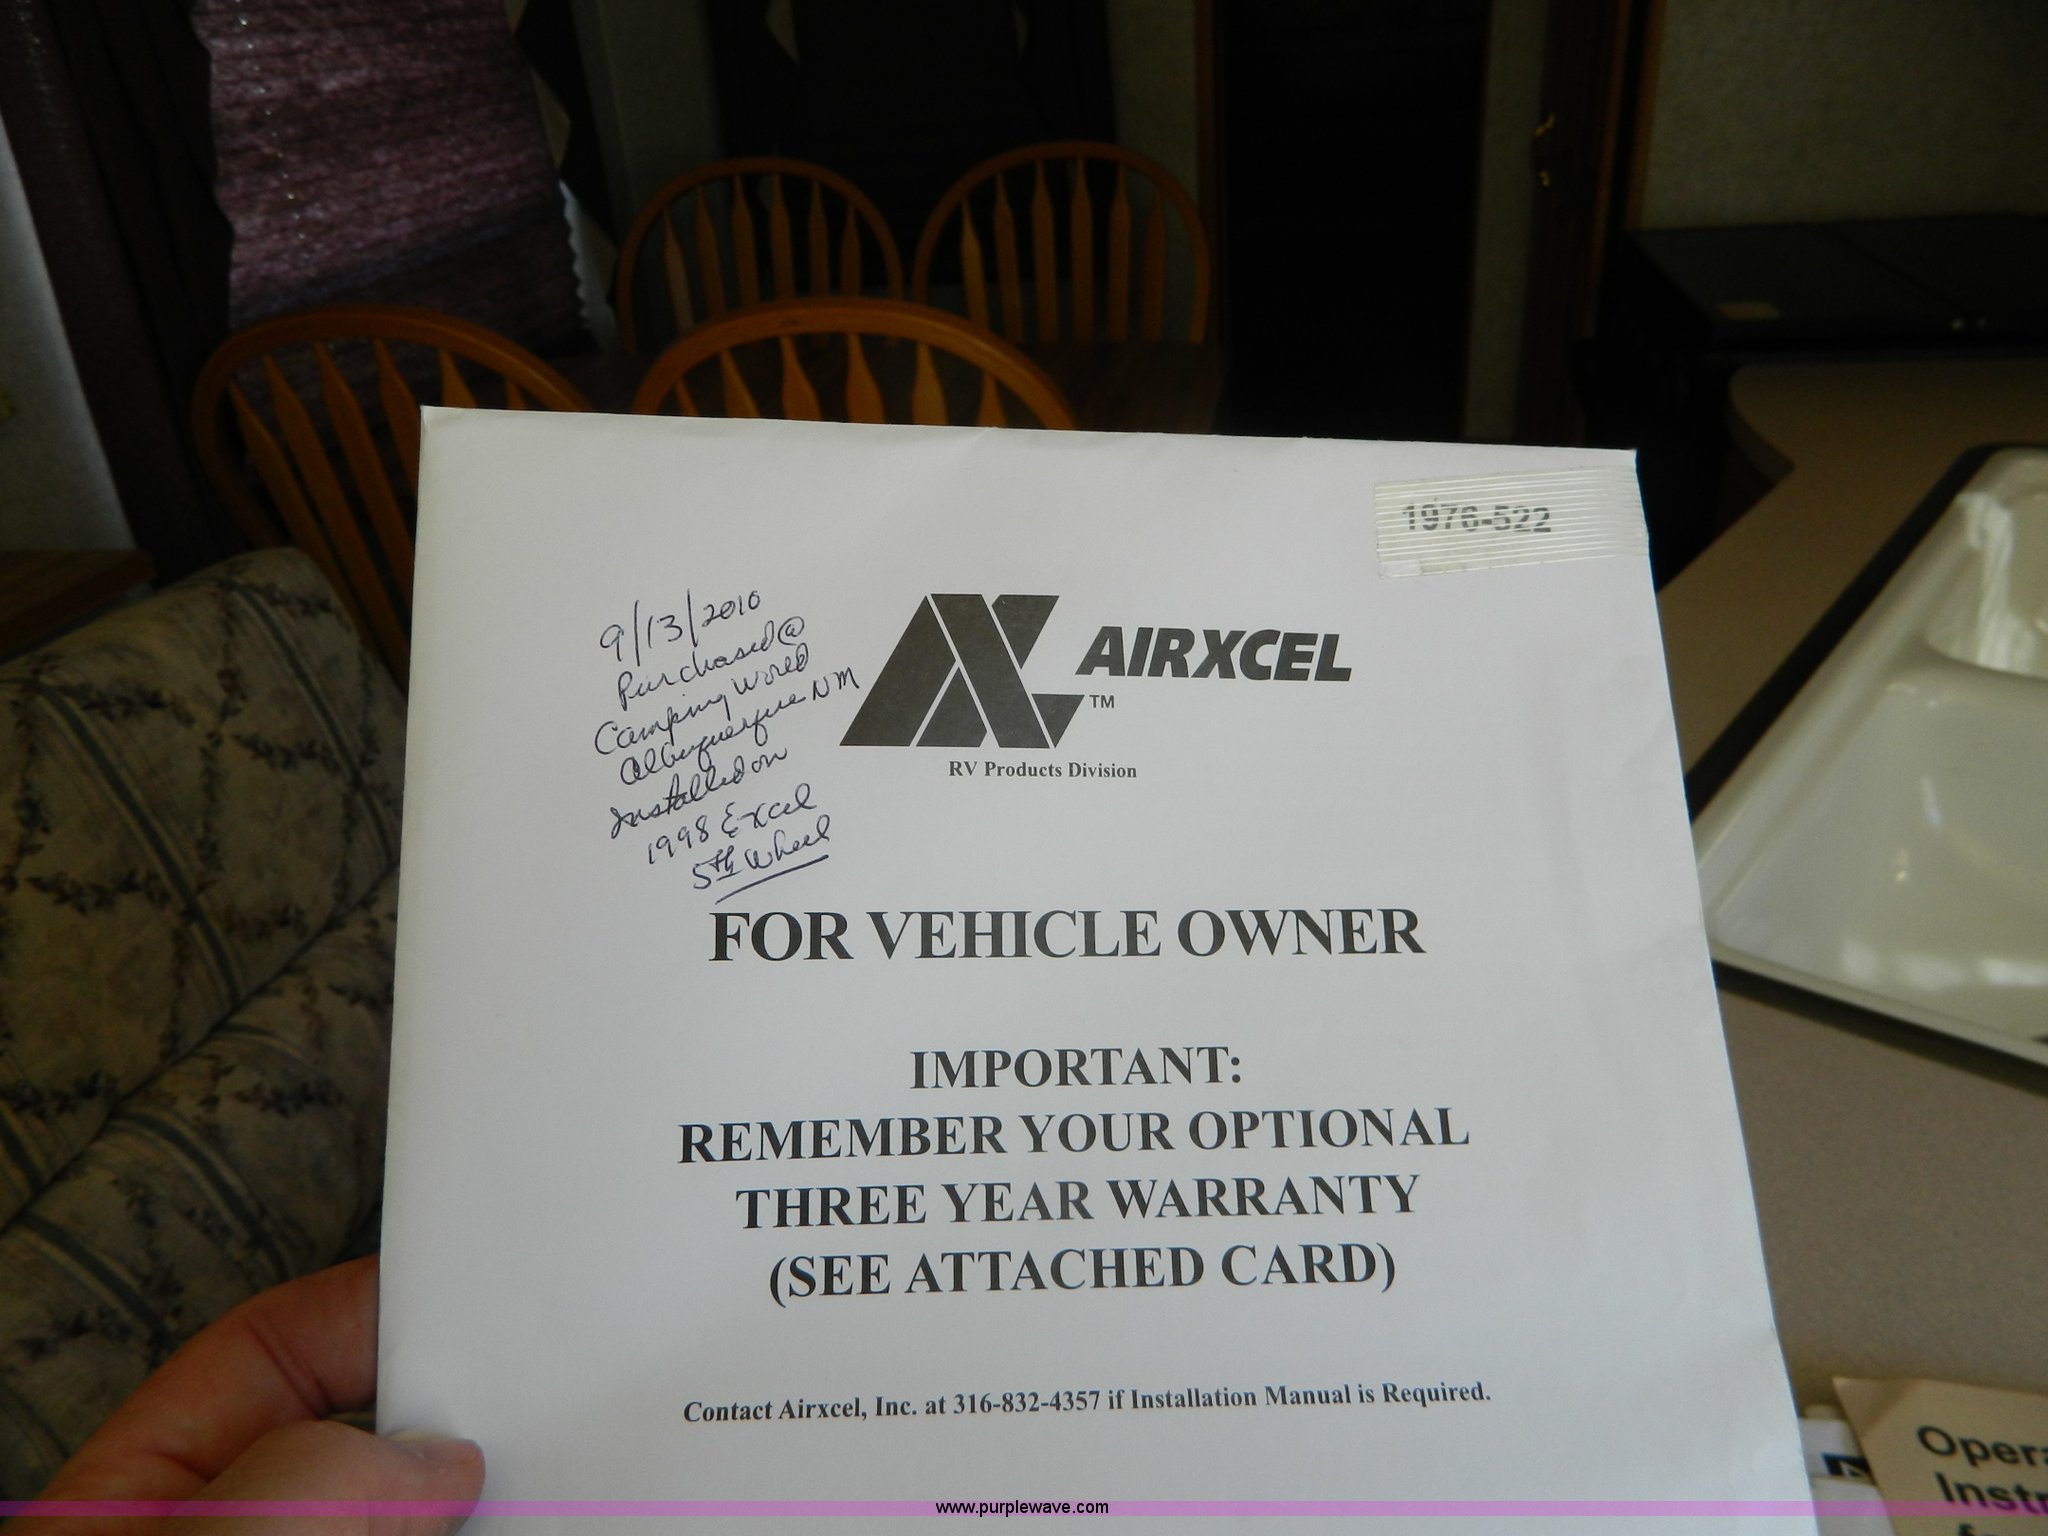 1976-522
9/13/2010
Purchased @
Camping World
Albuquerque NM
Installed on
1998 Excel
5th Wheel
AIRXCEL
TM
RV Products Division
FOR VEHICLE OWNER
IMPORTANT:
REMEMBER YOUR OPTIONAL
THREE YEAR WARRANTY
(SEE ATTACHED CARD)
Contact Airxcel, Inc. at 316-832-4357 if Installation Manual is Required.
Opera
Instr
www.purplewave.com